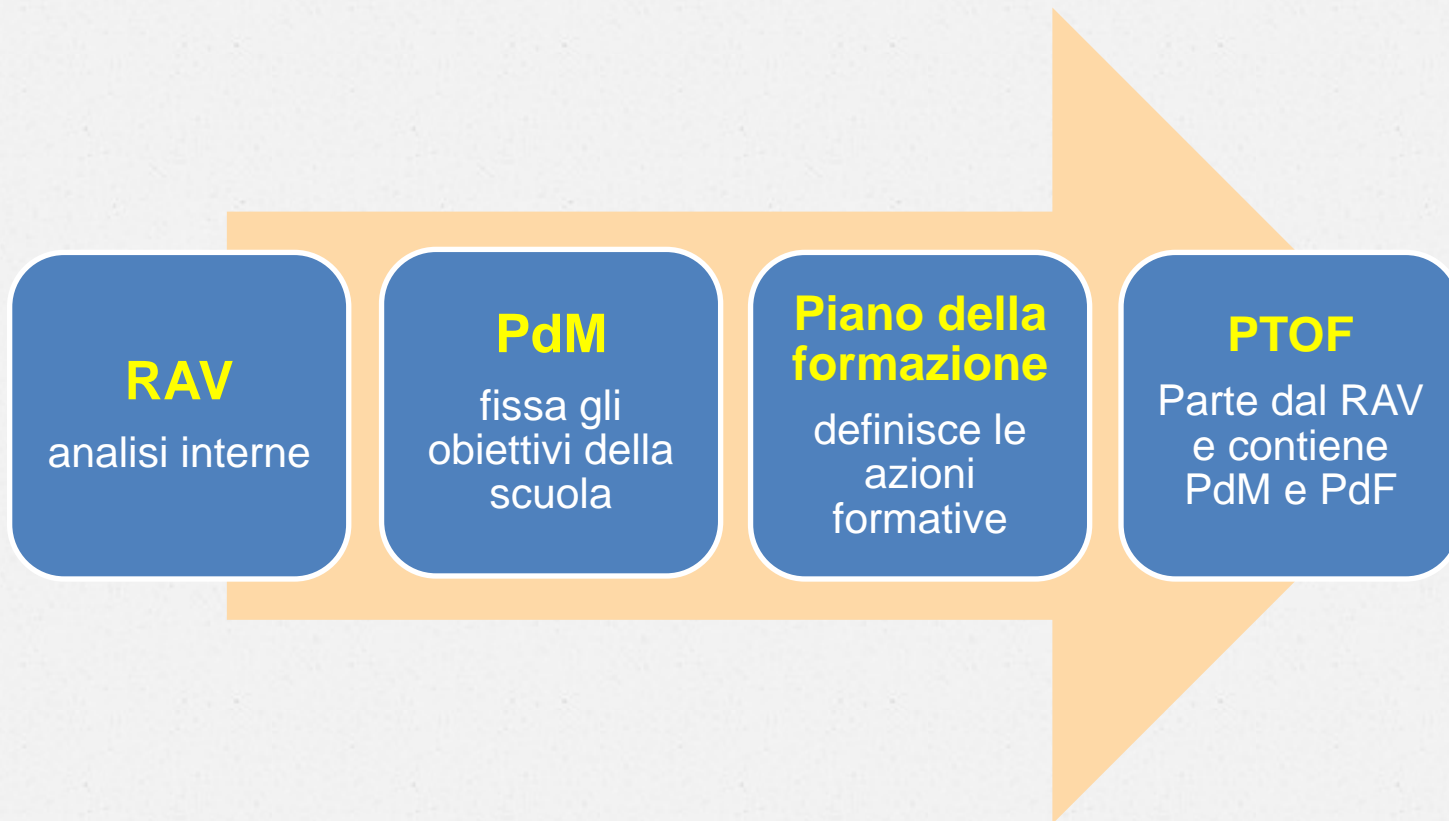 RAV
analisi interne
PdM
fissa gli
obiettivi della
scuola
Piano della
formazione
definisce le
azioni
formative
PTOF
Parte dal RAV
e contiene
PdM e PdF